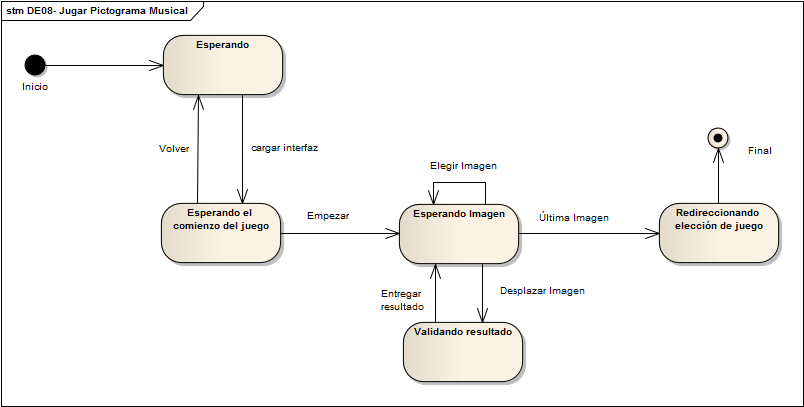 stm DE08- Jugar Pictograma Musical
Esperando
Inicio
Volver
cargar interfaz
Elegir Imagen
Final
Esperando el
comienzo del juego
Empezar
Esperando Imagen
Última Imagen
Redireccionando
elección de juego
Entregar
resultado
Desplazar Imagen
Validando resultado